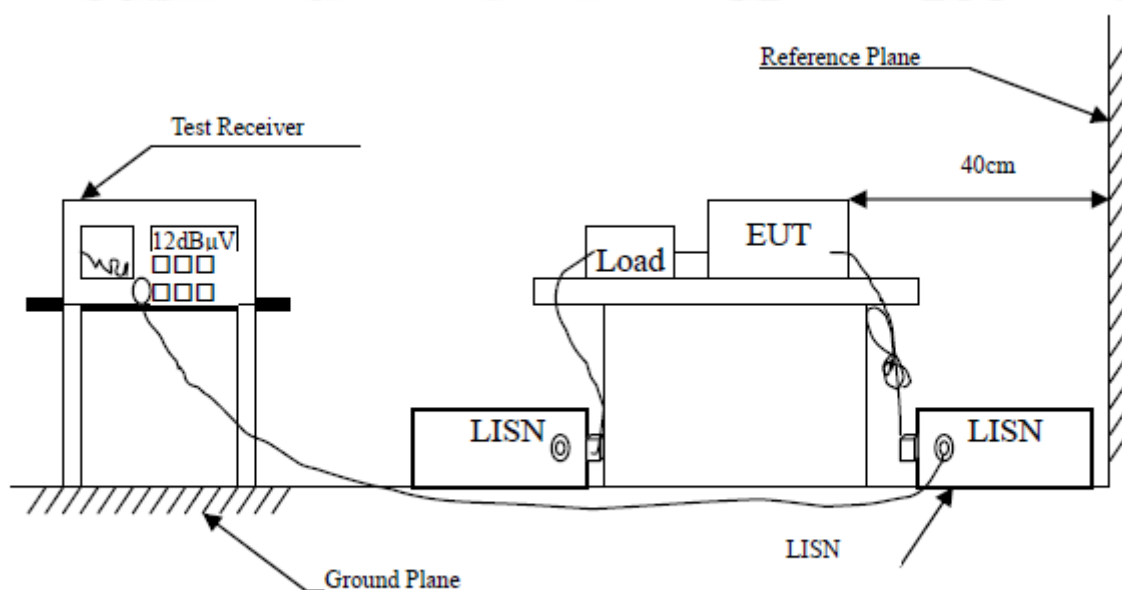 Reference Plane
Test Receiver
40cm
12dBµV
EUT
Load
LISN
LISN
LISN
Ground Plane